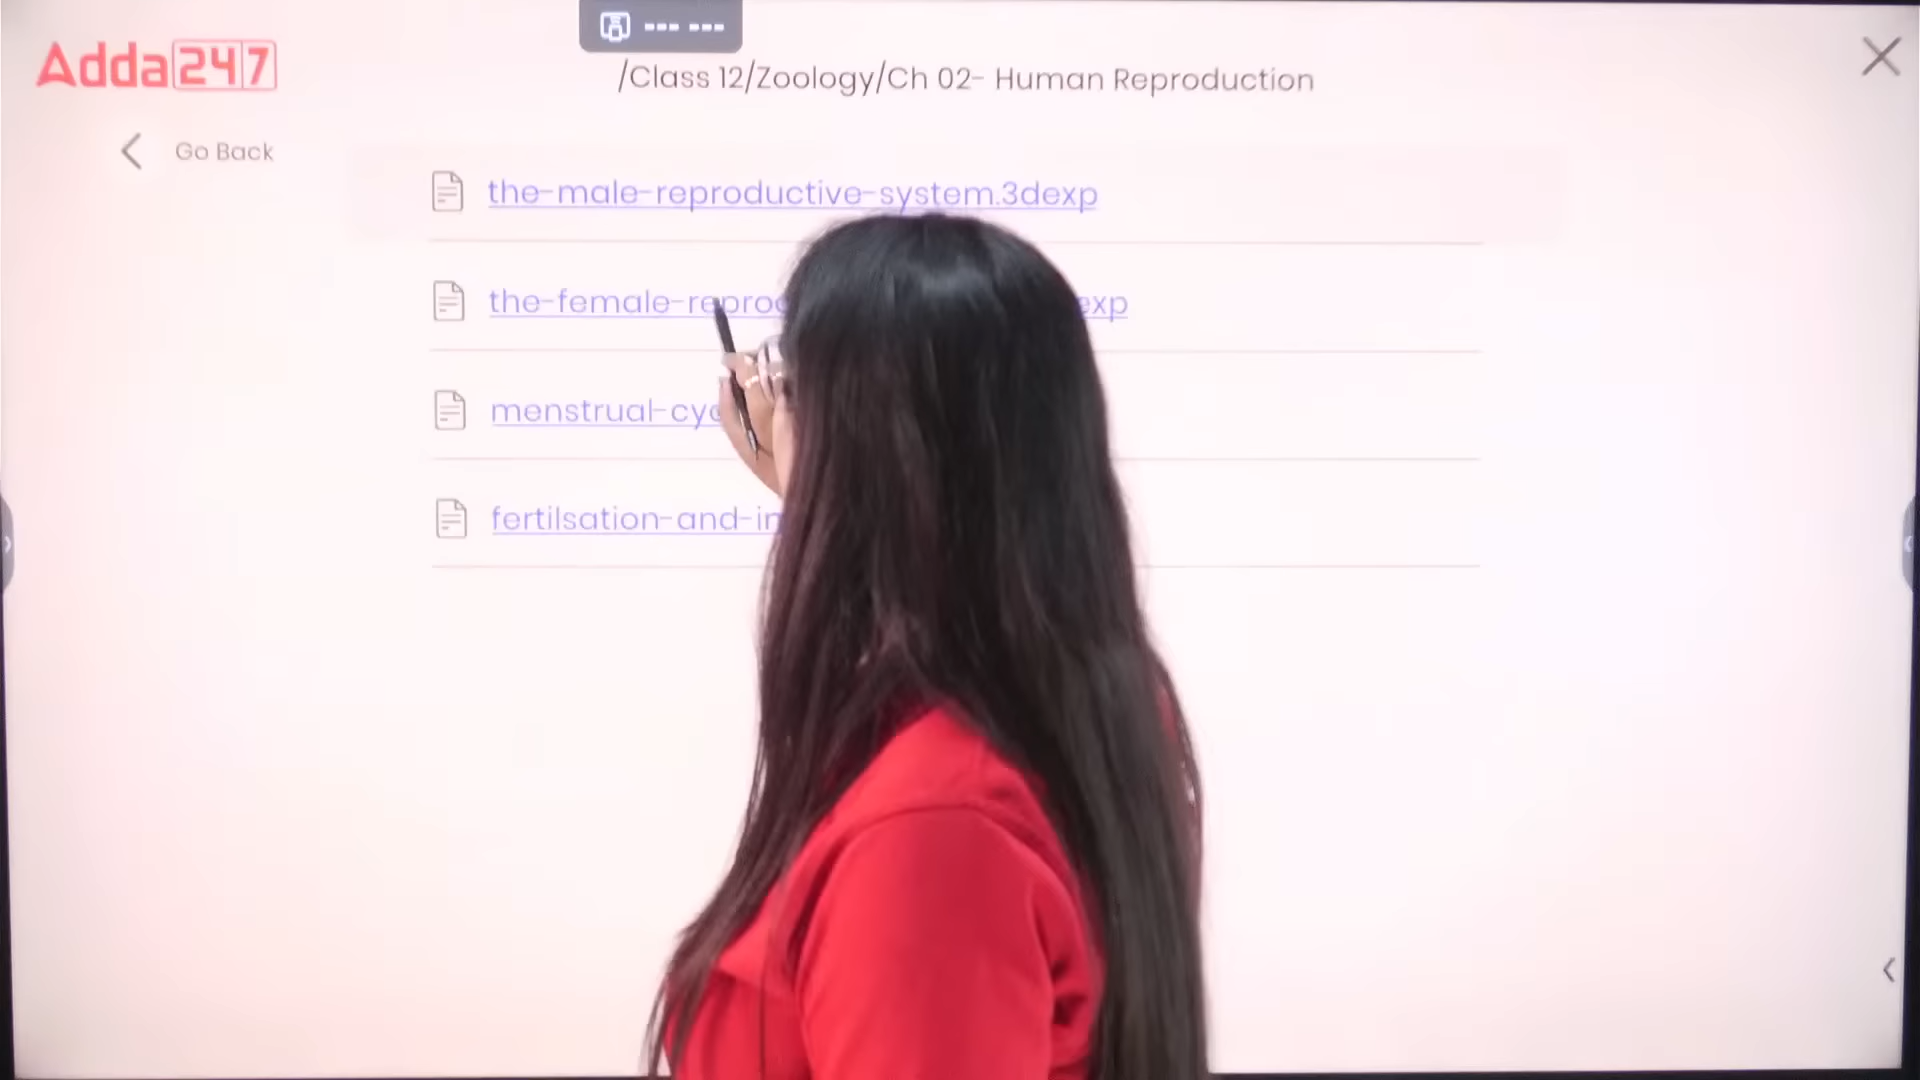 Adda247
/Class 12/Zoology/Ch 02- Human Reproduction
Go Back
the-male-reproductive-system.3dexp
the-female-reproc exp
menstrual-cyc
fertilsation-and-in